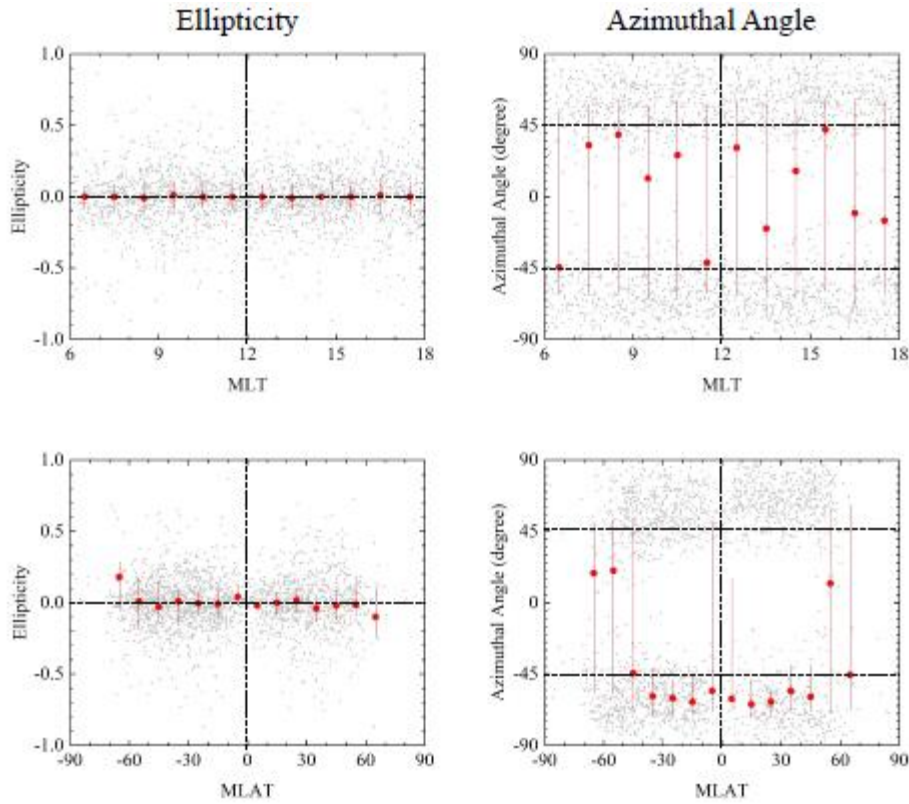 Ellipticity Azimuthal Angle
1.0
0.5
0.0
-0.5
-1.0
Ellipticity
6 9 12 15 18
MLT
90
45
0
-45
-90
Azimuthal Angle (degree)
6 9 12 15 18
MLT
1.0
0.5
0.0
-0.5
-1.0
Ellipticity
-90 -60 -30 0 30 60 90
MLAT
90
45
0
-45
-90
Azimuthal Angle (degree)
-90 -60 -30 0 30 60 90
MLAT